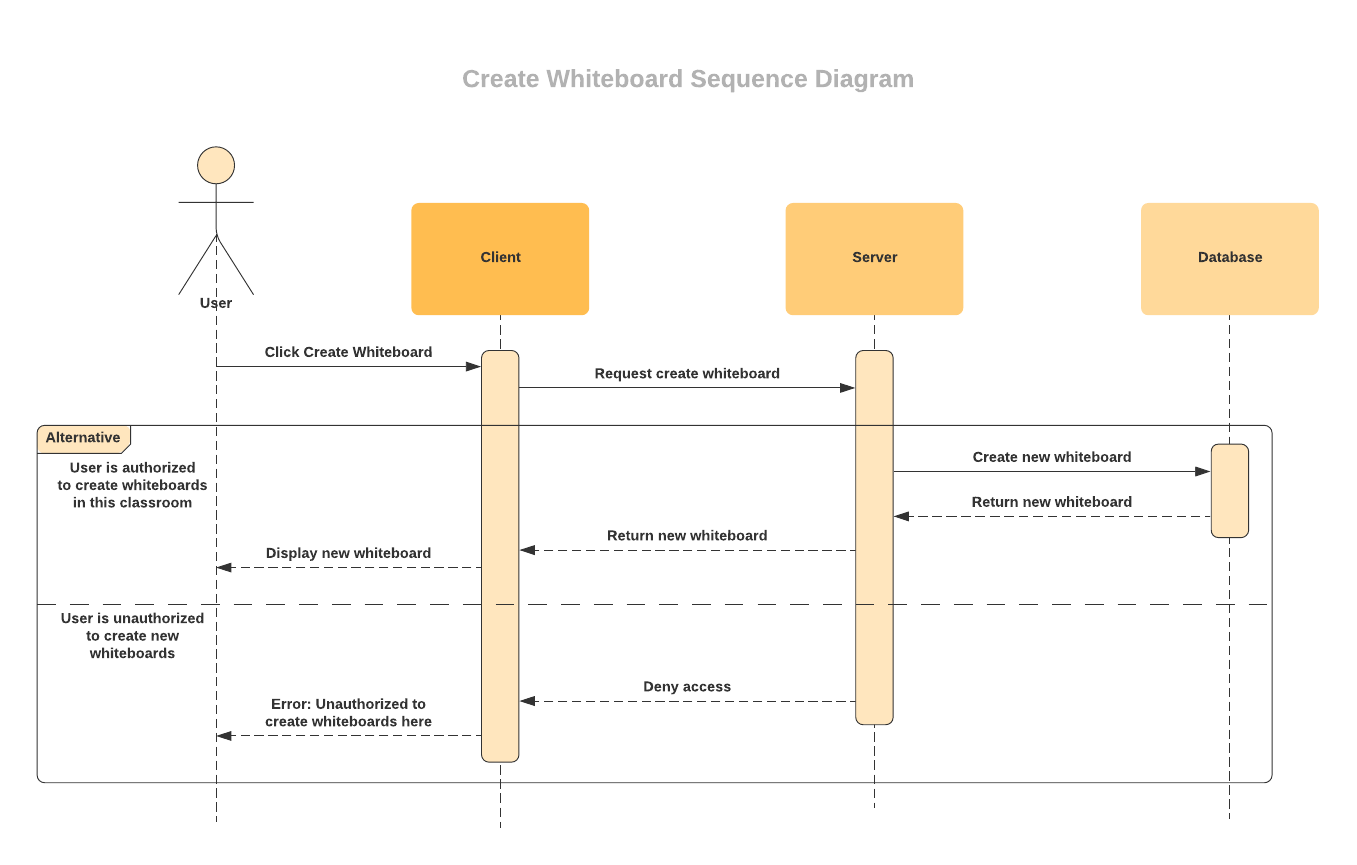 Create Whiteboard Sequence Diagram
User
Client
Server
Database
Click Create Whiteboard
Request create whiteboard
Alternative
User is authorized
to create whiteboards
in this classroom
Create new whiteboard
Return new whiteboard
Return new whiteboard
Display new whiteboard
User is unauthorized
to create new
whiteboards
Deny access
Error: Unauthorized to
create whiteboards here